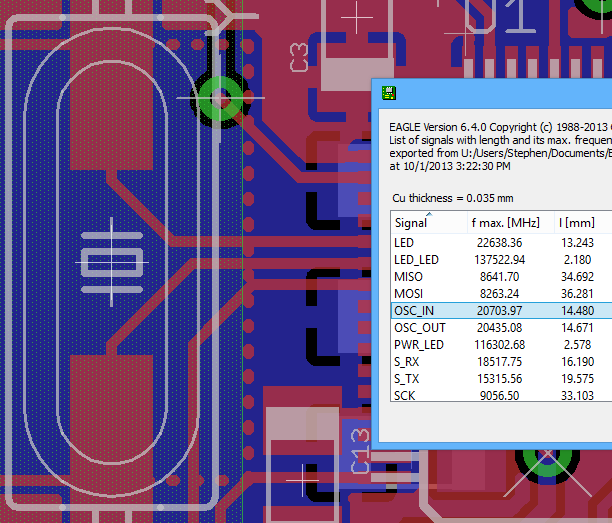 C3
1
EAGLE Version 6.4.0 Copyright (c) 1988-2013
List of signals with length and its max. frequen
exported from U:/Users/Stephen/Documents/E
at 10/1/2013 3:22:30 PM
Cu thickness = 0.035 mm
Signal f max. [MHz] l [mm]
LED 22638.36 13.243
LED_LED 137522.94 2.180
MISO 8641.70 34.692
MOSI 8263.24 36.281
OSC_IN 20703.97 14.480
OSC_OUT 20435.08 14.671
PWR_LED 116302.68 2.578
S_RX 18517.75 16.190
S_TX 15315.56 19.575
SCK 9056.50 33.103
C13